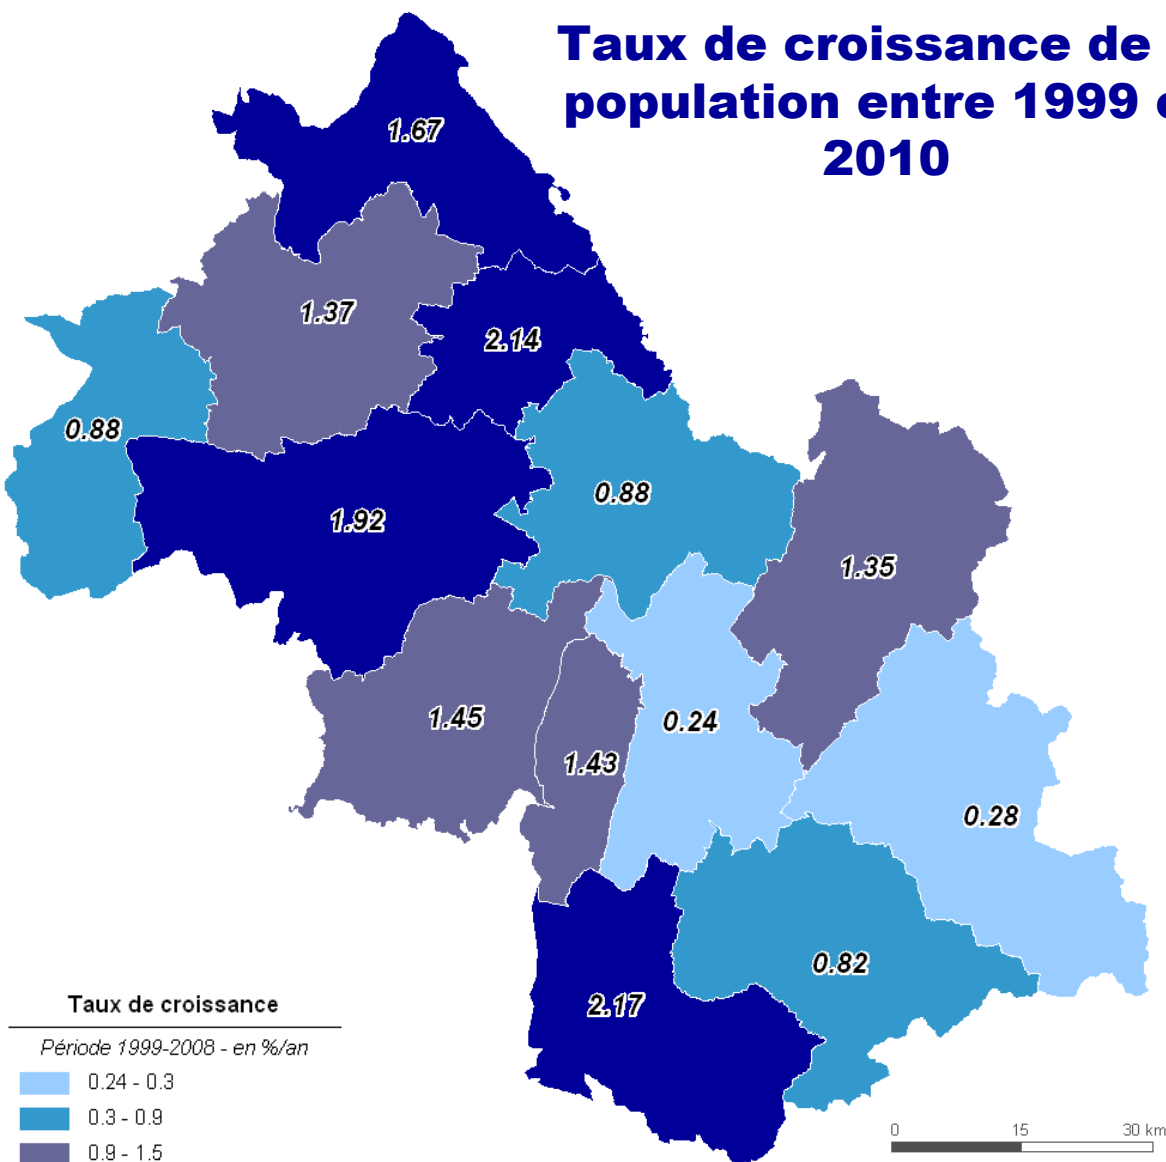 Taux de croissance de
population entre 1999
2010
1.67
1.37
2.14
0.88
0.88
1.92
1.35
1.45
0.24
1.43
0.28
0.82
2.17
Taux de croissance
Période 1999-2008 - en %/an
0.24 - 0.3
0.3 - 0.9
0.9 - 1.5
0 15 30 km